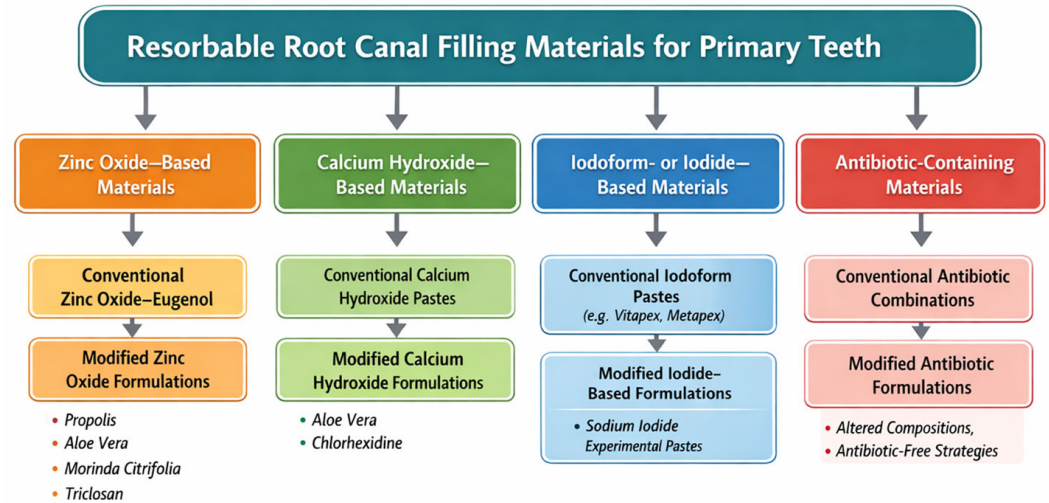 Resorbable Root Canal Filling Materials for Primary Teeth
Zinc Oxide–Based
Materials
Conventional
Zinc Oxide–Eugenol
Modified Zinc
Oxide Formulations
• Propolis
• Aloe Vera
• Morinda Citrifolia
• Triclosan
Calcium Hydroxide–
Based Materials
Conventional Calcium
Hydroxide Pastes
Modified Calcium
Hydroxide Formulations
• Aloe Vera
• Chlorhexidine
Iodoform- or Iodide–
Based Materials
Conventional Iodoform
Pastes
(e.g. Vitapex, Metapex)
Modified Iodide–
Based Formulations
• Sodium Iodide
Experimental Pastes
Antibiotic-Containing
Materials
Conventional Antibiotic
Combinations
Modified Antibiotic
Formulations
• Altered Compositions,
• Antibiotic-Free Strategies